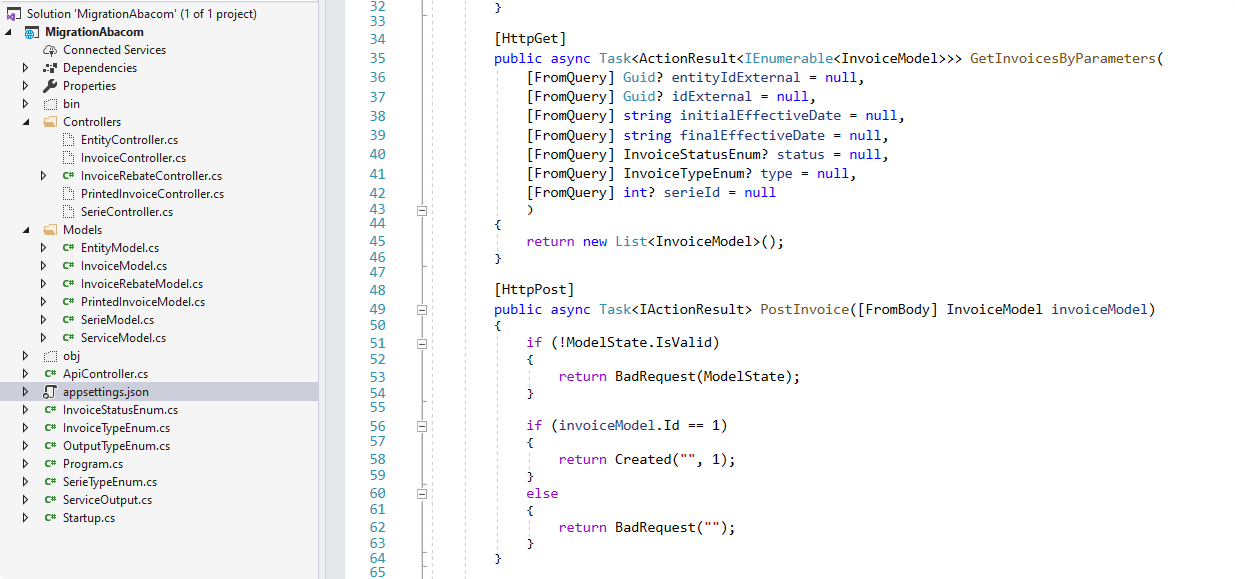 Solution 'MigrationAbacom' (1 of 1 project)
MigrationAbacom
Connected Services
Dependencies
Properties
bin
Controllers
EntityController.cs
InvoiceController.cs
C# InvoiceRebateController.cs
PrintedInvoiceController.cs
SerieController.cs
Models
C# EntityModel.cs
C# InvoiceModel.cs
C# InvoiceRebateModel.cs
C# PrintedInvoiceModel.cs
C# SerieModel.cs
C# ServiceModel.cs
obj
C# ApiController.cs
appsettings.json
C# InvoiceStatusEnum.cs
C# InvoiceTypeEnum.cs
C# OutputTypeEnum.cs
C# Program.cs
C# SerieTypeEnum.cs
C# ServiceOutput.cs
C# Startup.cs
32 }
33
34 [HttpGet]
35 public async Task<ActionResult<IEnumerable<InvoiceModel>>> GetInvoicesByParameters(
36 [FromQuery] Guid? entityIdExternal = null,
37 [FromQuery] Guid? idExternal = null,
38 [FromQuery] string initialEffectiveDate = null,
39 [FromQuery] string finalEffectiveDate = null,
40 [FromQuery] InvoiceStatusEnum? status = null,
41 [FromQuery] InvoiceTypeEnum? type = null,
42 [FromQuery] int? serieId = null
43 )
44 {
45 return new List<InvoiceModel>();
46 }
47
48 [HttpPost]
49 public async Task<IActionResult> PostInvoice([FromBody] InvoiceModel invoiceModel)
50 {
51 if (!ModelState.IsValid)
52 {
53 return BadRequest(ModelState);
54 }
55
56 if (invoiceModel.Id == 1)
57 {
58 return Created("", 1);
59 }
60 else
61 {
62 return BadRequest("");
63 }
64 }
65